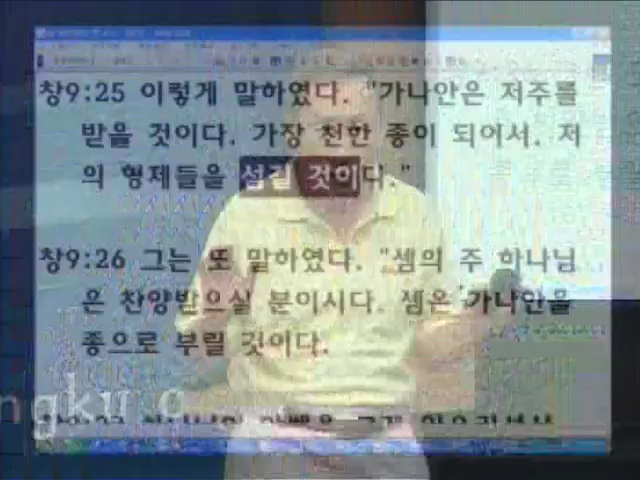 창9:25 이렇게 말하였다. "가나안은 저주를
받을 것이다. 가장 천한 종이 되어서. 저
의 형제들을 섬길 것이다."
창9:26 그는 또 말하였다. "셈의 주 하나님
은 찬양받으실 분이시다. 셈은 가나안을
종으로 부릴 것이다.
ngku